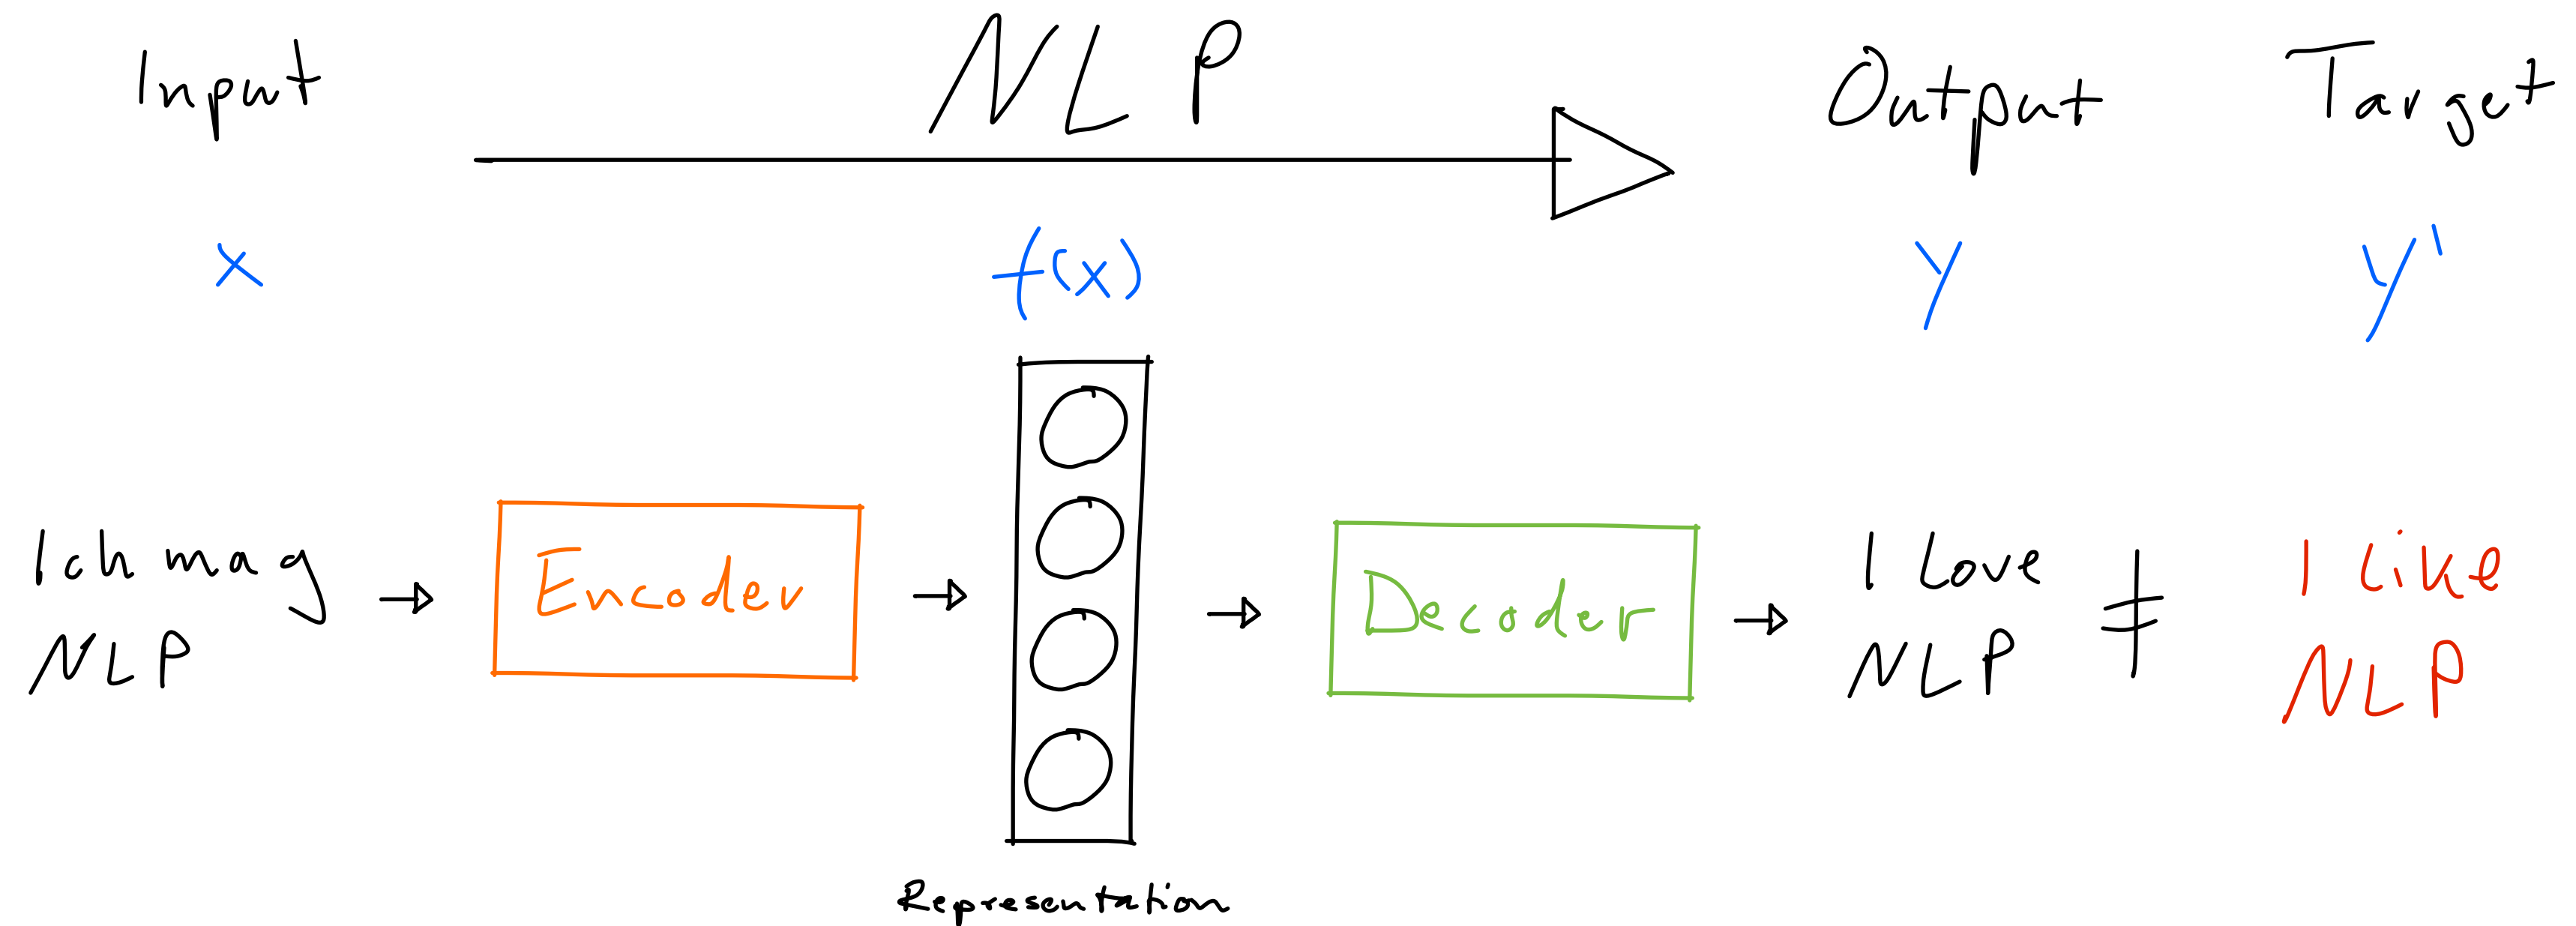 Input
NLP
Output
Target
x
f(x)
y
y'
Ich mag
NLP
Encoder
Decoder
I love
NLP
≠
I like
NLP
Representation